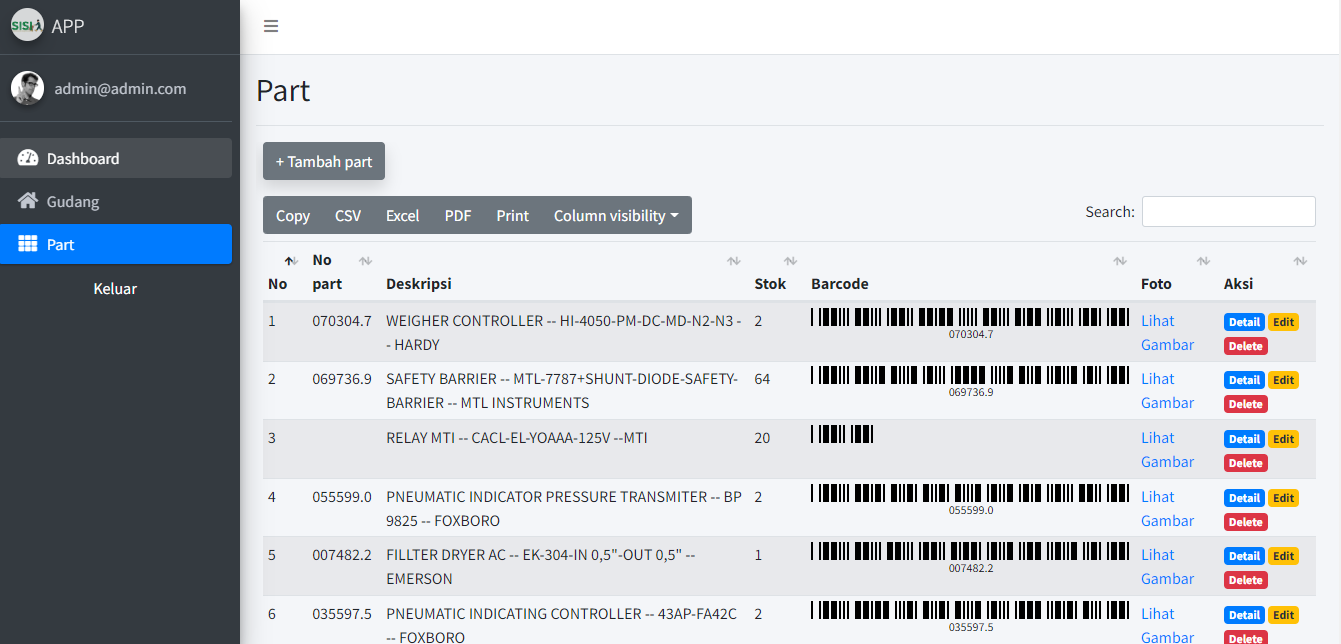 SISI APP
admin@admin.com
Dashboard
Gudang
Part
Keluar
Part
+ Tambah part
Copy CSV Excel PDF Print Column visibility
Search:
No No part Deskripsi Stok Barcode Foto Aksi
1 070304.7 WEIGHER CONTROLLER -- HI-4050-PM-DC-MD-N2-N3 - 2 Lihat Detail Edit
- HARDY 070304.7 Gambar Delete
2 069736.9 SAFETY BARRIER -- MTL-7787+SHUNT-DIODE-SAFETY- 64 Lihat Detail Edit
BARRIER -- MTL INSTRUMENTS 069736.9 Gambar Delete
3 RELAY MTI -- CACL-EL-YOAAA-125V --MTI 20 Lihat Detail Edit
Gambar Delete
4 055599.0 PNEUMATIC INDICATOR PRESSURE TRANSMITER -- BP 2 Lihat Detail Edit
9825 -- FOXBORO 055599.0 Gambar Delete
5 007482.2 FILLTER DRYER AC -- EK-304-IN 0,5"-OUT 0,5" -- 1 Lihat Detail Edit
EMERSON 007482.2 Gambar Delete
6 035597.5 PNEUMATIC INDICATING CONTROLLER -- 43AP-FA42C 2 Lihat Detail Edit
-- FOXBORO 035597.5 Gambar Delete